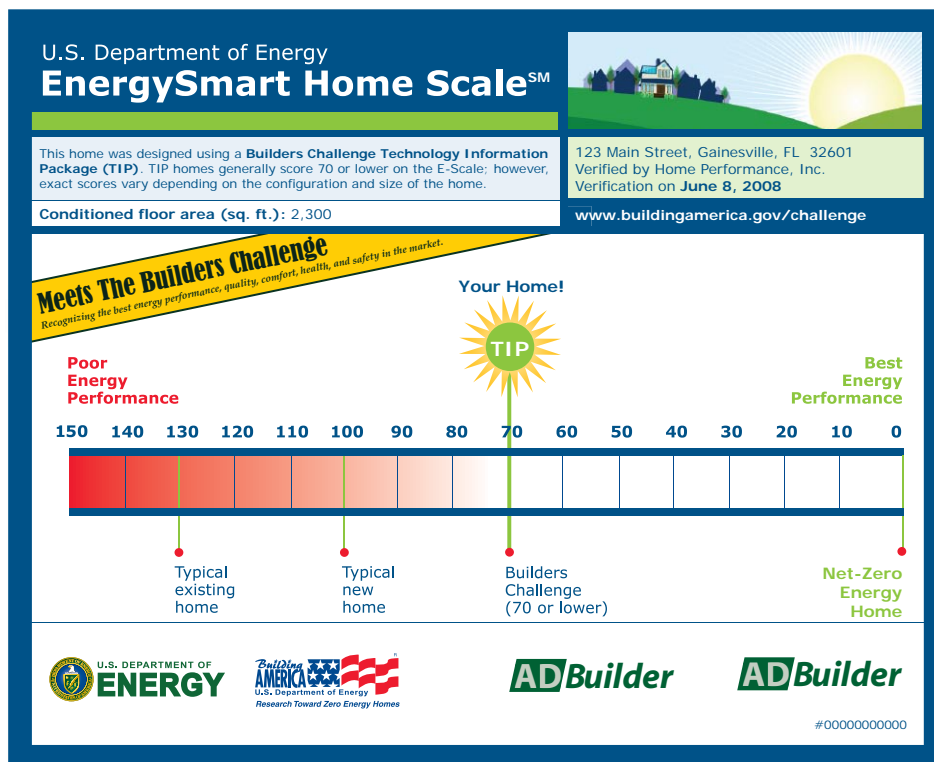 U.S. Department of Energy
EnergySmart Home Scale℠
This home was designed using a Builders Challenge Technology Information
Package (TIP). TIP homes generally score 70 or lower on the E-Scale; however,
exact scores vary depending on the configuration and size of the home.
Conditioned floor area (sq. ft.): 2,300
123 Main Street, Gainesville, FL 32601
Verified by Home Performance, Inc.
Verification on June 8, 2008
www.buildingamerica.gov/challenge
Meets The Builders Challenge
Recognizing the best energy performance, quality, comfort, health, and safety in the market.
Your Home!
TIP
Poor
Energy
Performance
Best
Energy
Performance
150 140 130 120 110 100 90 80 70 60 50 40 30 20 10 0
Typical
existing
home
Typical
new
home
Builders
Challenge
(70 or lower)
Net-Zero
Energy
Home
U.S. DEPARTMENT OF
ENERGY
Building
AMERICA
U.S. Department of Energy
Research Toward Zero Energy Homes
AD Builder
AD Builder
#00000000000